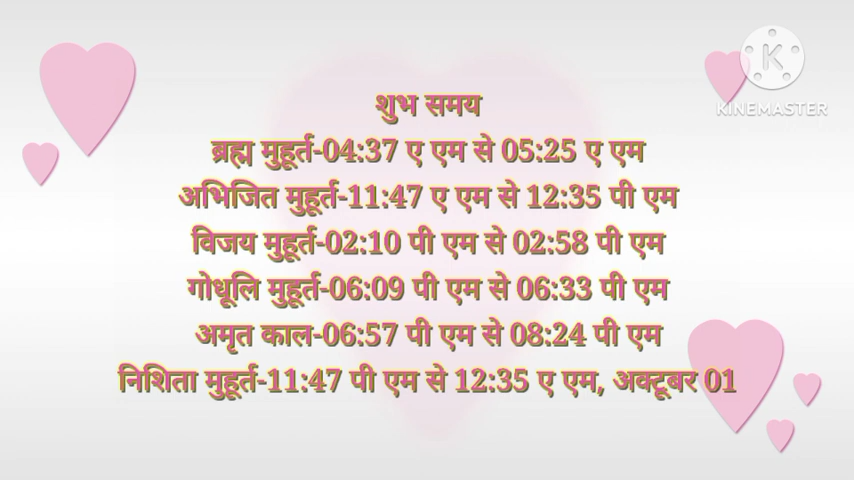 शुभ समय
ब्रह्म मुहूर्त-04:37 ए एम से 05:25 ए एम
अभिजित मुहूर्त-11:47 ए एम से 12:35 पी एम
विजय मुहूर्त-02:10 पी एम से 02:58 पी एम
गोधूलि मुहूर्त-06:09 पी एम से 06:33 पी एम
अमृत काल-06:57 पी एम से 08:24 पी एम
निशिता मुहूर्त-11:47 पी एम से 12:35 ए एम, अक्टूबर 01
K
KINEMASTER